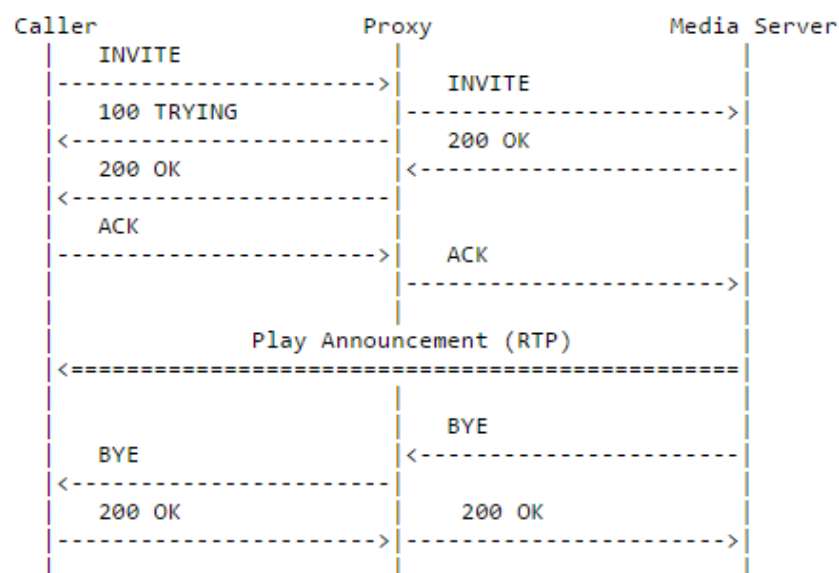 Caller Proxy Media Server
INVITE
INVITE
100 TRYING
200 OK
200 OK
ACK
ACK
Play Announcement (RTP)
BYE
BYE
200 OK 200 OK